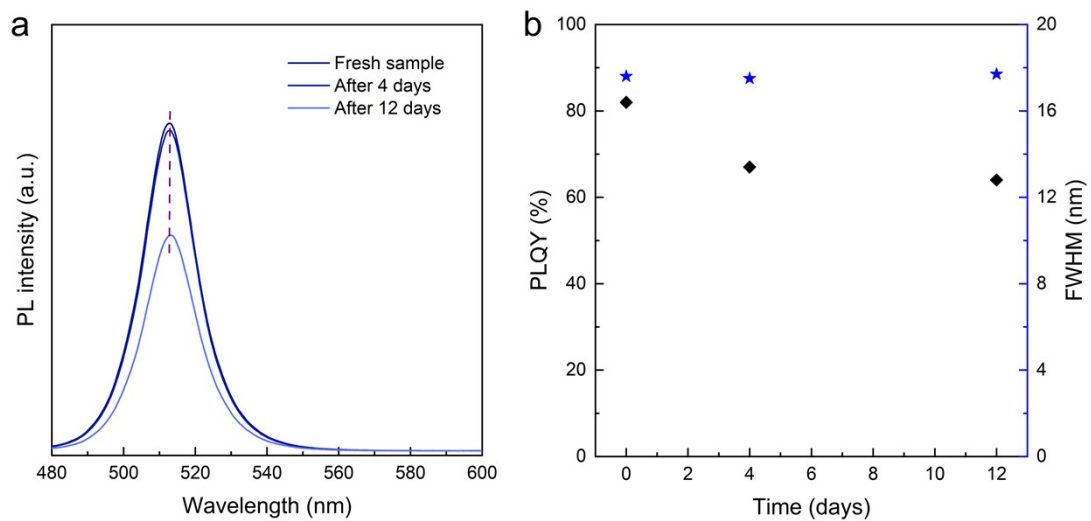 a
Fresh sample
After 4 days
After 12 days
PL intensity (a.u.)
480 500 520 540 560 580 600
Wavelength (nm)
b
100
80
60
40
20
0
PLQY (%)
20
16
12
8
4
0
FWHM (nm)
0 2 4 6 8 10 12
Time (days)